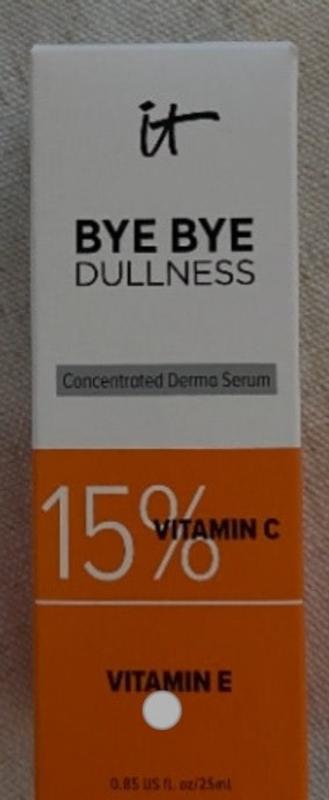 it
BYE BYE
DULLNESS
Concentrated Derma Serum
15% VITAMIN C
VITAMIN E
0.85 US fl. oz/25ml